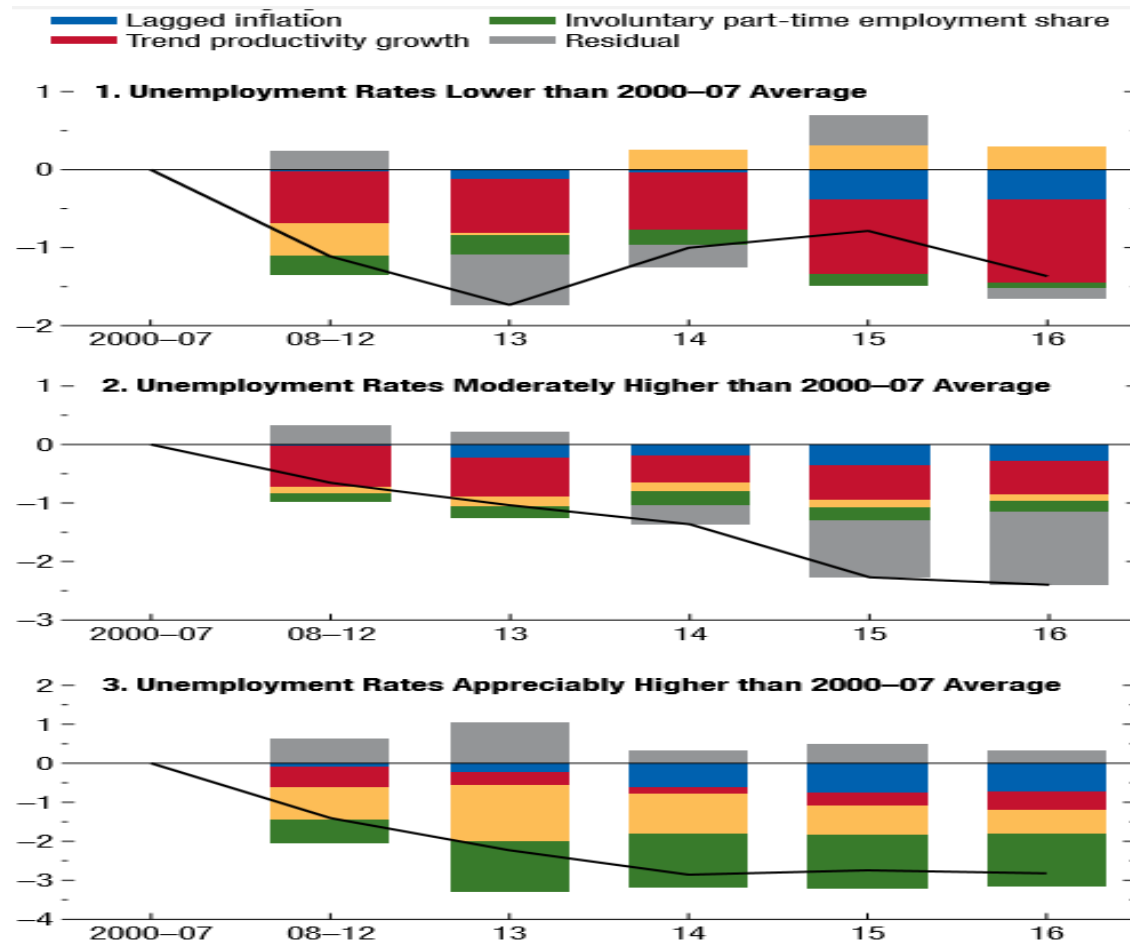 Lagged inflation Involuntary part-time employment share
Trend productivity growth Residual
1. Unemployment Rates Lower than 2000–07 Average
1
0
–1
–2
2000–07 08–12 13 14 15 16
2. Unemployment Rates Moderately Higher than 2000–07 Average
1
0
–1
–2
–3
2000–07 08–12 13 14 15 16
3. Unemployment Rates Appreciably Higher than 2000–07 Average
2
1
0
–1
–2
–3
–4
2000–07 08–12 13 14 15 16